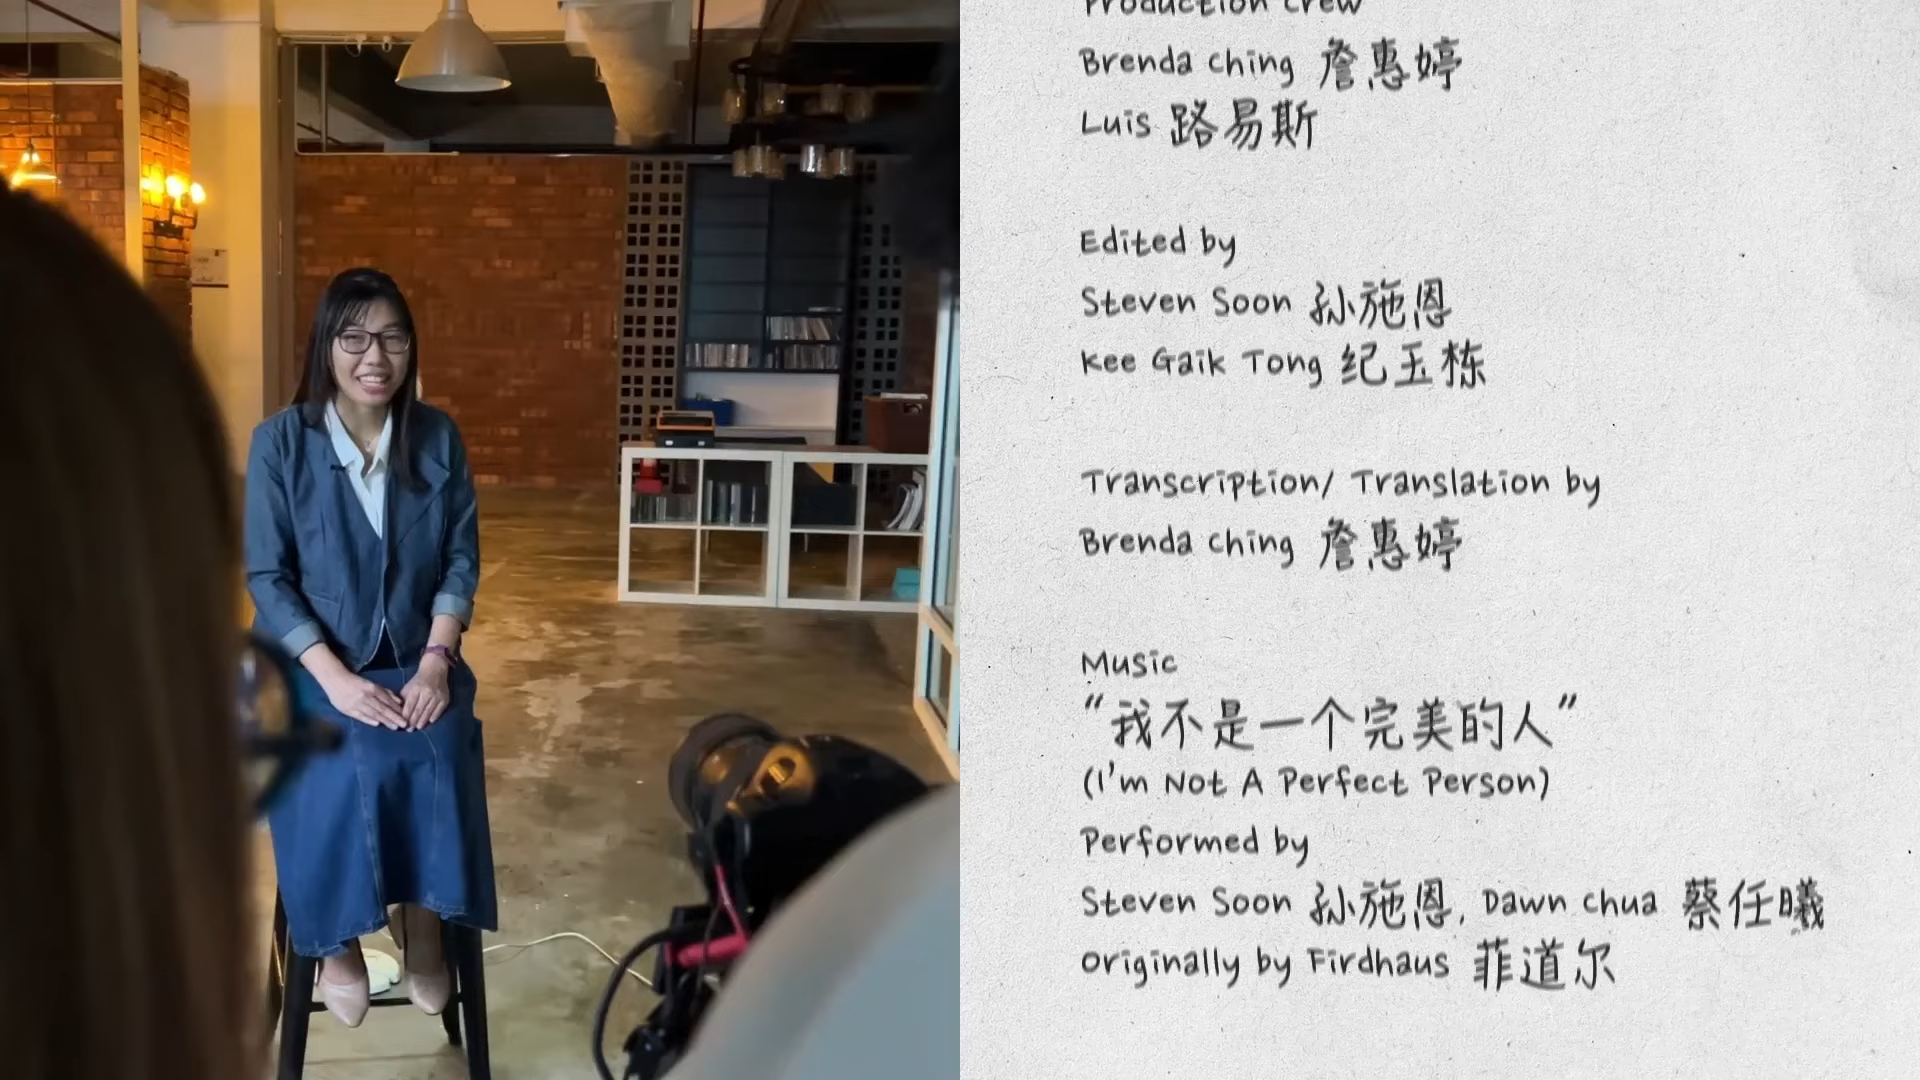 Production Crew
Brenda Ching 詹惠婷
Luis 路易斯
Edited by
Steven Soon 孙施恩
Kee Gaik Tong 纪玉栋
Transcription/ Translation by
Brenda Ching 詹惠婷
Music
“我不是一个完美的人”
(I'm Not A Perfect Person)
Performed by
Steven Soon 孙施恩, Dawn Chua 蔡任曦
Originally by Firdhaus 菲道尔